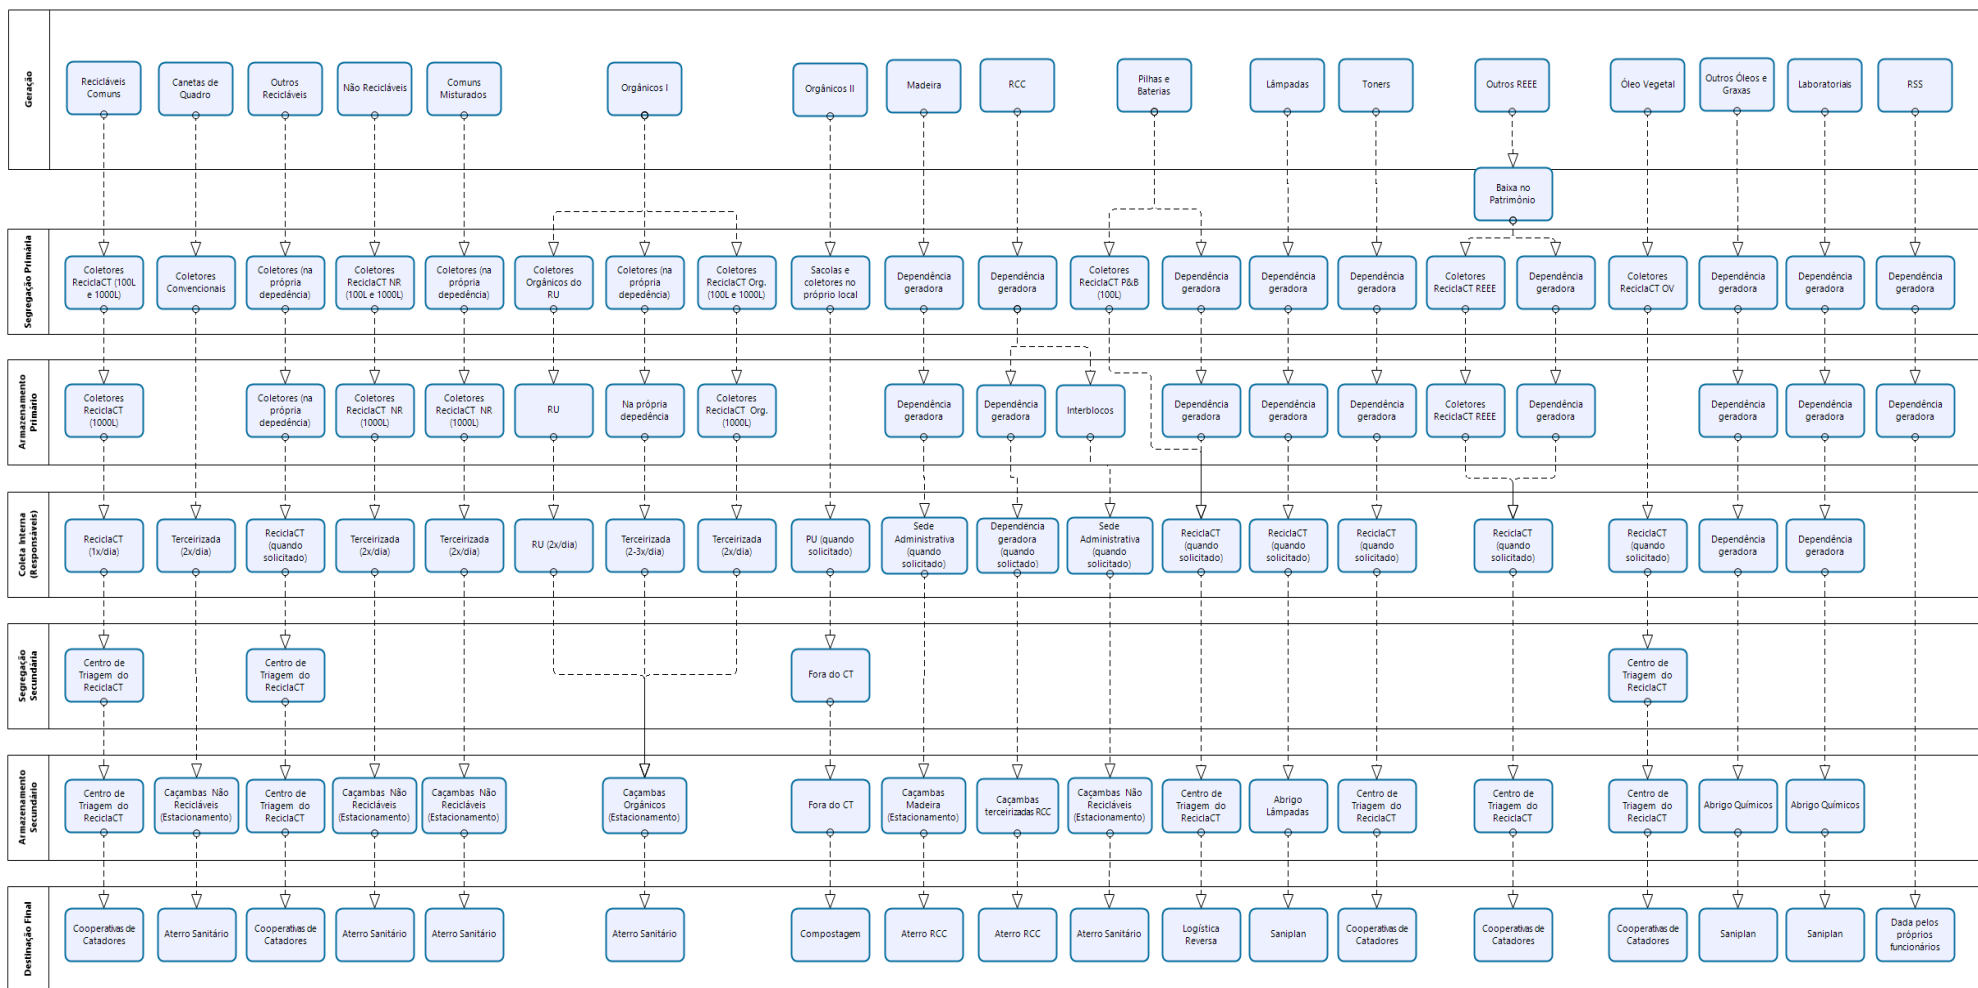 Geração
Recicláveis
Comuns
Canetas de
Quadro
Outros
Recicláveis
Não Recicláveis
Comuns
Misturados
Orgânicos I
Orgânicos II
Madeira
RCC
Pilhas e
Baterias
Lâmpadas
Toners
Outros REEE
Óleo Vegetal
Outros Óleos e
Graxas
Laboratoriais
RSS
Baixa no
Patrimônio
Segregação Primária
Coletores
ReciclaCT (100L
e 1000L)
Coletores
Convencionais
Coletores (na
própria
depedência)
Coletores
ReciclaCT NR
(100L e 1000L)
Coletores (na
própria
depedência)
Coletores
Orgânicos do
RU
Coletores (na
própria
depedência)
Coletores
ReciclaCT Org.
(100L e 1000L)
Sacolas e
coletores no
próprio local
Dependência
geradora
Dependência
geradora
Coletores
ReciclaCT P&B
(100L)
Dependência
geradora
Dependência
geradora
Dependência
geradora
Coletores
ReciclaCT REEE
Dependência
geradora
Coletores
ReciclaCT OV
Dependência
geradora
Dependência
geradora
Dependência
geradora
Armazenamento
Primário
Coletores
ReciclaCT
(1000L)
Coletores (na
própria
depedência)
Coletores
ReciclaCT NR
(1000L)
Coletores
ReciclaCT NR
(1000L)
RU
Na própria
depedência
Coletores
ReciclaCT Org.
(1000L)
Dependência
geradora
Dependência
geradora
Interblocos
Dependência
geradora
Dependência
geradora
Dependência
geradora
Coletores
ReciclaCT REEE
Dependência
geradora
Dependência
geradora
Dependência
geradora
Dependência
geradora
Coleta Interna
(Responsáveis)
ReciclaCT
(1x/dia)
Terceirizada
(2x/dia)
ReciclaCT
(quando
solicitado)
Terceirizada
(2x/dia)
Terceirizada
(2x/dia)
RU (2x/dia)
Terceirizada
(2-3x/dia)
Terceirizada
(2x/dia)
PU (quando
solicitado)
Sede
Administrativa
(quando
solicitado)
Dependência
geradora
(quando
solicitado)
Sede
Administrativa
(quando
solicitado)
ReciclaCT
(quando
solicitado)
ReciclaCT
(quando
solicitado)
ReciclaCT
(quando
solicitado)
ReciclaCT
(quando
solicitado)
ReciclaCT
(quando
solicitado)
Dependência
geradora
Dependência
geradora
Segregação
Secundária
Centro de
Triagem do
ReciclaCT
Centro de
Triagem do
ReciclaCT
Fora do CT
Centro de
Triagem do
ReciclaCT
Armazenamento
Secundário
Centro de
Triagem do
ReciclaCT
Caçambas Não
Recicláveis
(Estacionamento)
Centro de
Triagem do
ReciclaCT
Caçambas Não
Recicláveis
(Estacionamento)
Caçambas Não
Recicláveis
(Estacionamento)
Caçambas
Orgânicos
(Estacionamento)
Fora do CT
Caçambas
Madeira
(Estacionamento)
Caçambas
terceirizadas RCC
Caçambas Não
Recicláveis
(Estacionamento)
Centro de
Triagem do
ReciclaCT
Abrigo
Lâmpadas
Centro de
Triagem do
ReciclaCT
Centro de
Triagem do
ReciclaCT
Centro de
Triagem do
ReciclaCT
Abrigo Químicos
Abrigo Químicos
Destinação Final
Cooperativas de
Catadores
Aterro Sanitário
Cooperativas de
Catadores
Aterro Sanitário
Aterro Sanitário
Aterro Sanitário
Compostagem
Aterro RCC
Aterro RCC
Aterro Sanitário
Logística
Reversa
Saniplan
Cooperativas de
Catadores
Cooperativas de
Catadores
Cooperativas de
Catadores
Saniplan
Saniplan
Dada pelos
próprios
funcionários